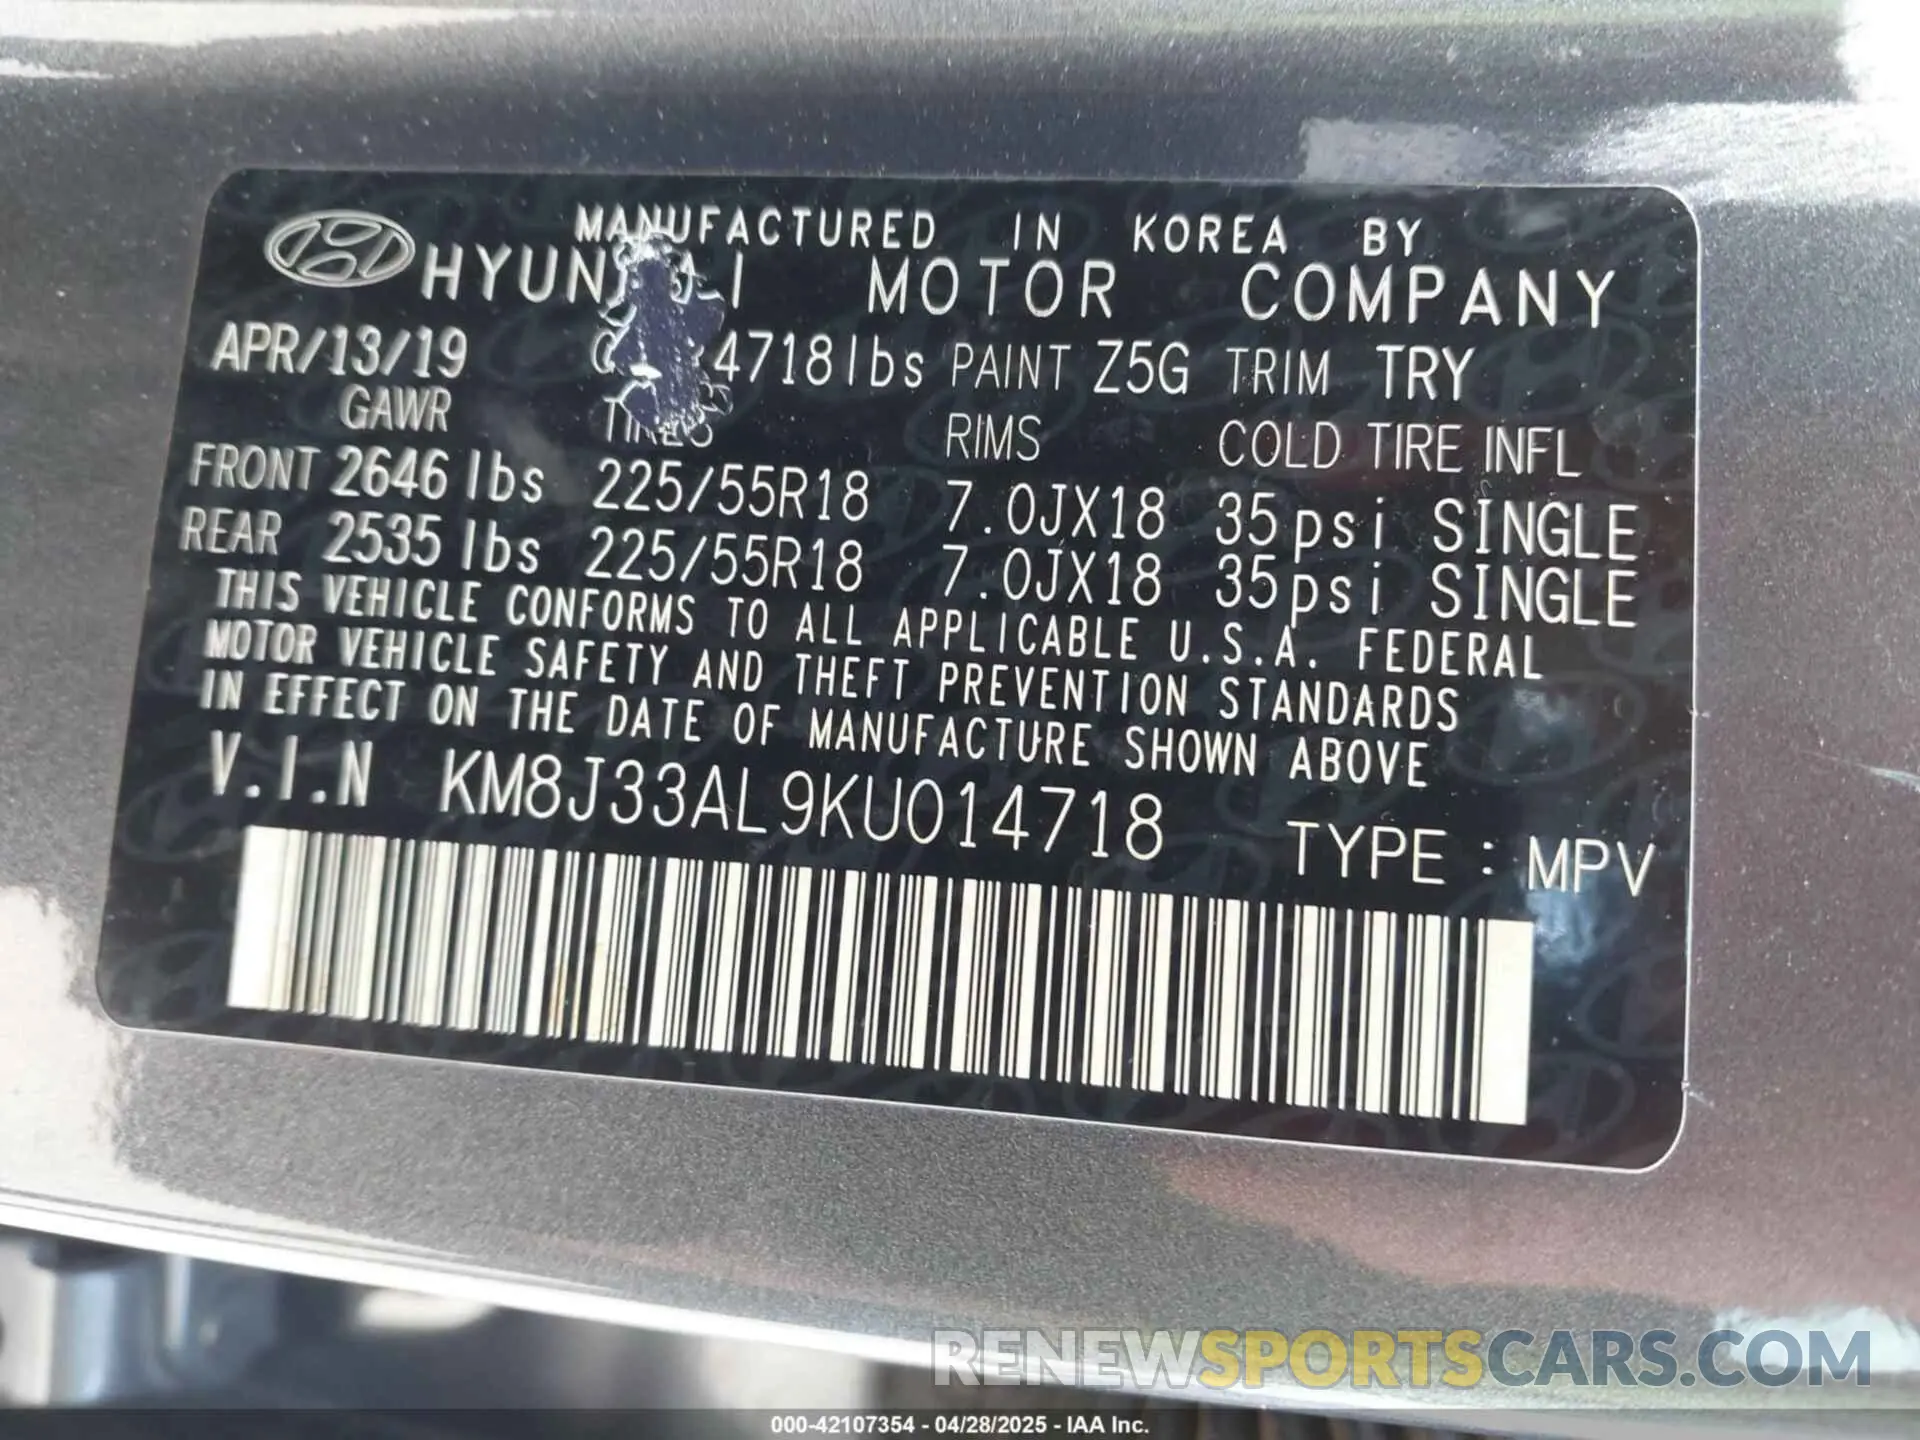 MANUFACTURED IN KOREA BY
HYUNDAI MOTOR COMPANY
APR/13/19 4718lbs PAINT Z5G TRIM TRY
GAWR TIRES RIMS COLD TIRE INFL
FRONT 2646 lbs 225/55R18 7.0JX18 35psi SINGLE
REAR 2535 lbs 225/55R18 7.0JX18 35psi SINGLE
THIS VEHICLE CONFORMS TO ALL APPLICABLE U.S.A. FEDERAL
MOTOR VEHICLE SAFETY AND THEFT PREVENTION STANDARDS
IN EFFECT ON THE DATE OF MANUFACTURE SHOWN ABOVE
V.I.N KM8J33AL9KU014718
TYPE : MPV
RENEWSPORTSCARS.COM
000-42107354 - 04/28/2025 - IAA Inc.